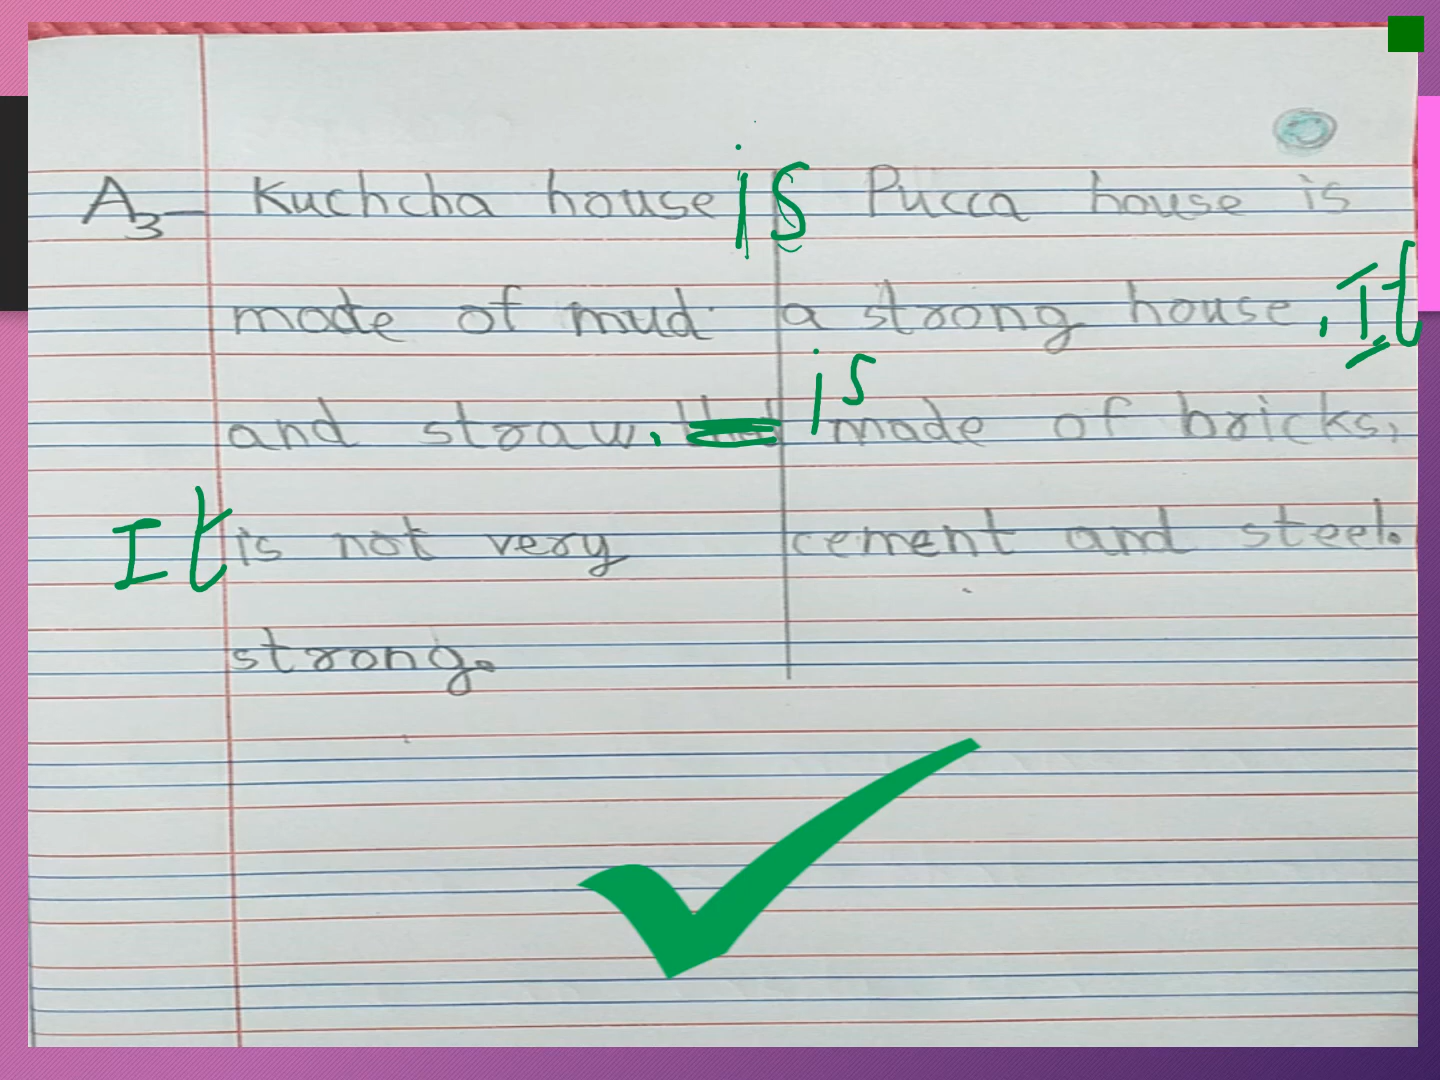 A3- Kuchcha house is
made of mud
and straw.
It is not very
strong.
Pucca house is
a strong house. It
is made of bricks,
cement and steel.